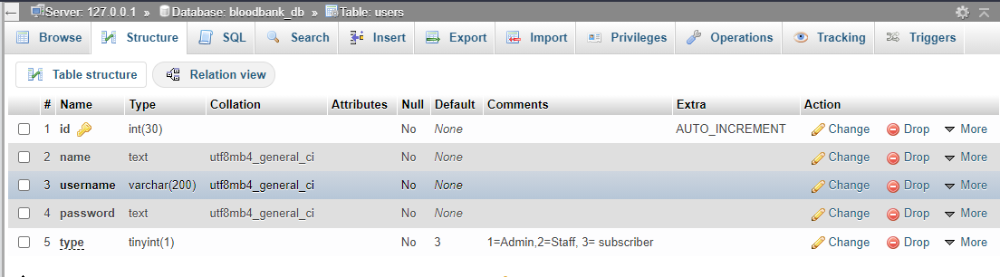 Server: 127.0.0.1 » Database: bloodbank_db » Table: users
Browse Structure SQL Search Insert Export Import Privileges Operations Tracking Triggers
Table structure Relation view
# Name Type Collation Attributes Null Default Comments Extra Action
1 id int(30) No None AUTO_INCREMENT Change Drop More
2 name text utf8mb4_general_ci No None Change Drop More
3 username varchar(200) utf8mb4_general_ci No None Change Drop More
4 password text utf8mb4_general_ci No None Change Drop More
5 type tinyint(1) No 3 1=Admin,2=Staff, 3= subscriber Change Drop More